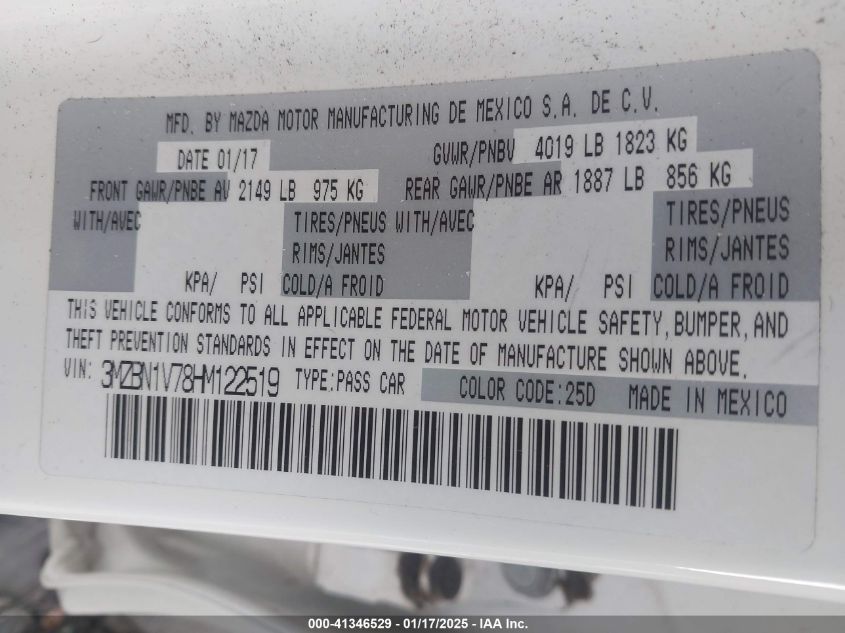 MFD. BY MAZDA MOTOR MANUFACTURING DE MEXICO S.A. DE C.V.
DATE 01/17 GVWR/PNBV 4019 LB 1823 KG
FRONT GAWR/PNBE AV 2149 LB 975 KG REAR GAWR/PNBE AR 1887 LB 856 KG
WITH/AVEC TIRES/PNEUS WITH/AVEC TIRES/PNEUS
RIMS/JANTES RIMS/JANTES
KPA/ PSI COLD/A FROID KPA/ PSI COLD/A FROID
THIS VEHICLE CONFORMS TO ALL APPLICABLE FEDERAL MOTOR VEHICLE SAFETY, BUMPER, AND
THEFT PREVENTION STANDARDS IN EFFECT ON THE DATE OF MANUFACTURE SHOWN ABOVE.
VIN: 3MZBN1V78HM122519 TYPE:PASS CAR COLOR CODE:25D MADE IN MEXICO
000-41346529 - 01/17/2025 - IAA Inc.